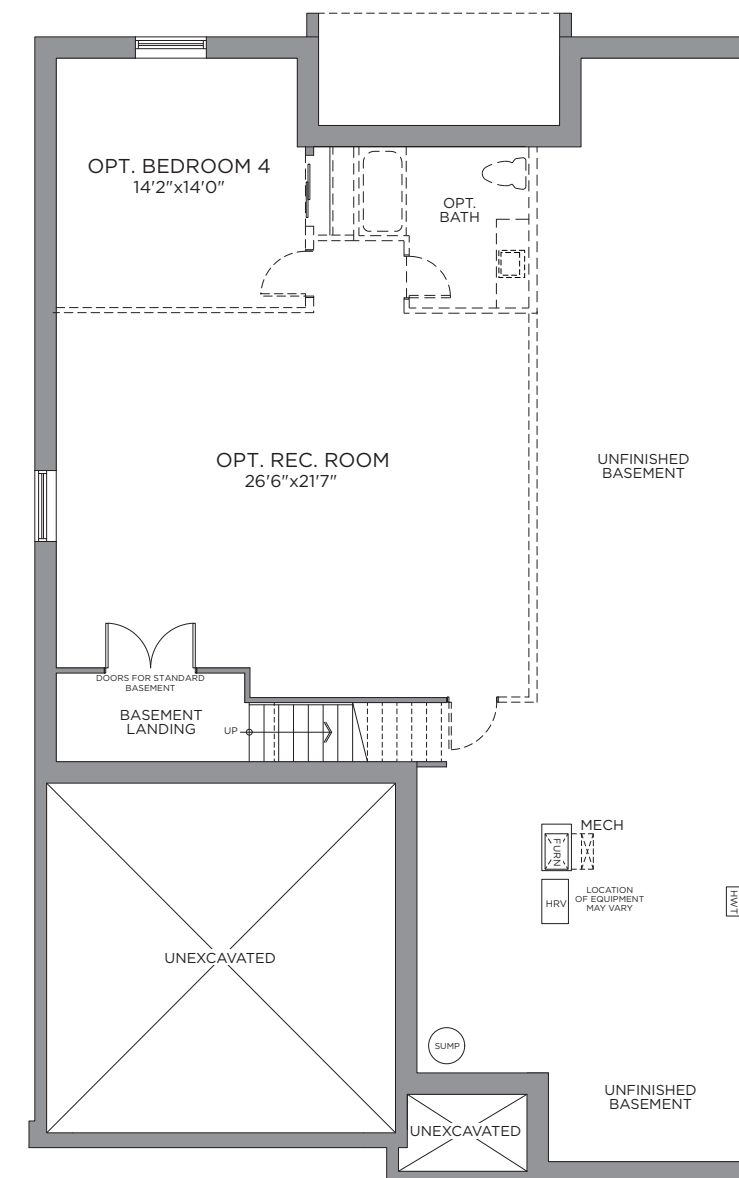 OPT. BEDROOM 4
14'2"x14'0"
OPT.
BATH
OPT. REC. ROOM
26'6"x21'7"
UNFINISHED
BASEMENT
DOORS FOR STANDARD
BASEMENT
BASEMENT
LANDING
UP
MECH
FURN
HRV
LOCATION
OF EQUIPMENT
MAY VARY
HWT
UNEXCAVATED
SUMP
UNFINISHED
BASEMENT
UNEXCAVATED